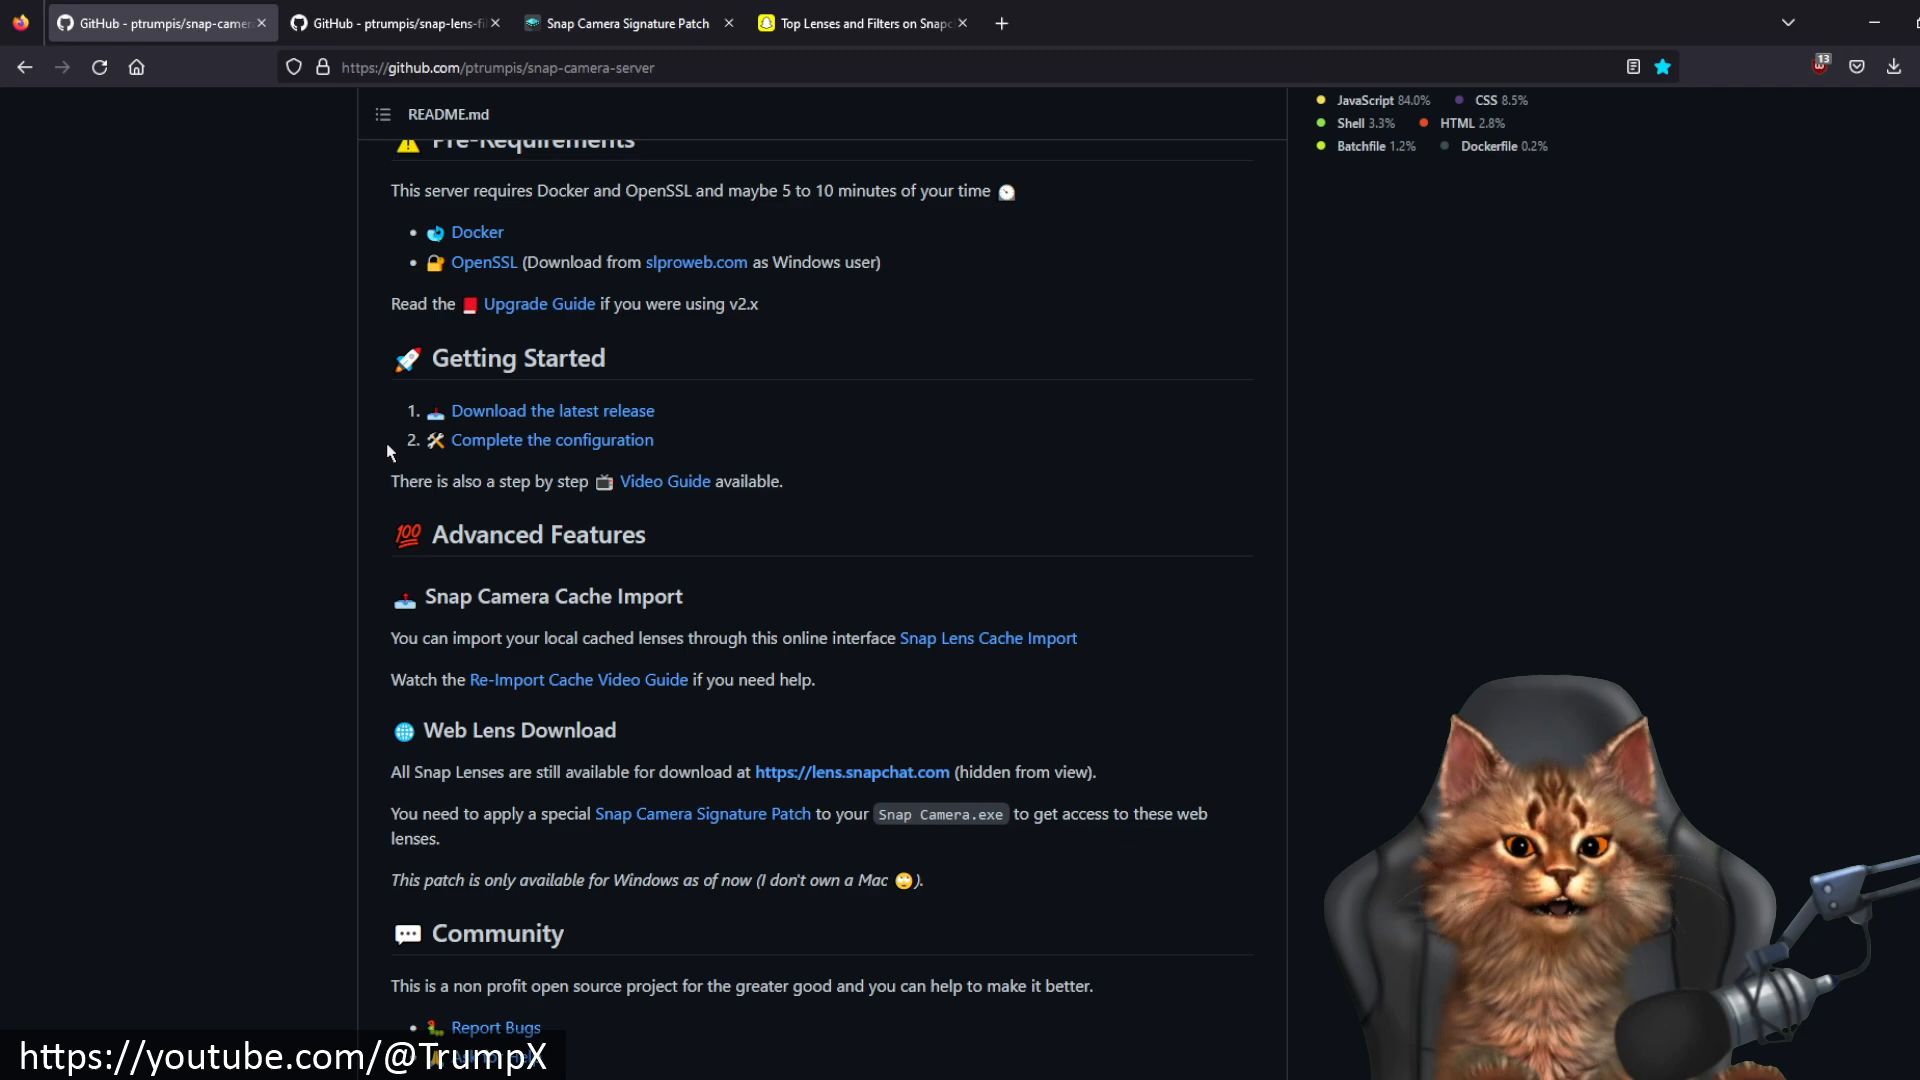 GitHub - ptrumpis/snap-camer
GitHub - ptrumpis/snap-lens-fi
Snap Camera Signature Patch
Top Lenses and Filters on Snapc
https://github.com/ptrumpis/snap-camera-server
13
README.md
JavaScript 84.0% CSS 8.5%
Shell 3.3% HTML 2.8%
Batchfile 1.2% Dockerfile 0.2%
Pre-Requirements
This server requires Docker and OpenSSL and maybe 5 to 10 minutes of your time
Docker
OpenSSL (Download from slproweb.com as Windows user)
Read the Upgrade Guide if you were using v2.x
Getting Started
1. Download the latest release
2. Complete the configuration
There is also a step by step Video Guide available.
100 Advanced Features
Snap Camera Cache Import
You can import your local cached lenses through this online interface Snap Lens Cache Import
Watch the Re-Import Cache Video Guide if you need help.
Web Lens Download
All Snap Lenses are still available for download at https://lens.snapchat.com (hidden from view).
You need to apply a special Snap Camera Signature Patch to your Snap Camera.exe to get access to these web
lenses.
This patch is only available for Windows as of now (I don't own a Mac 🙄).
Community
This is a non profit open source project for the greater good and you can help to make it better.
Report Bugs
https://youtube.com/@TrumpX